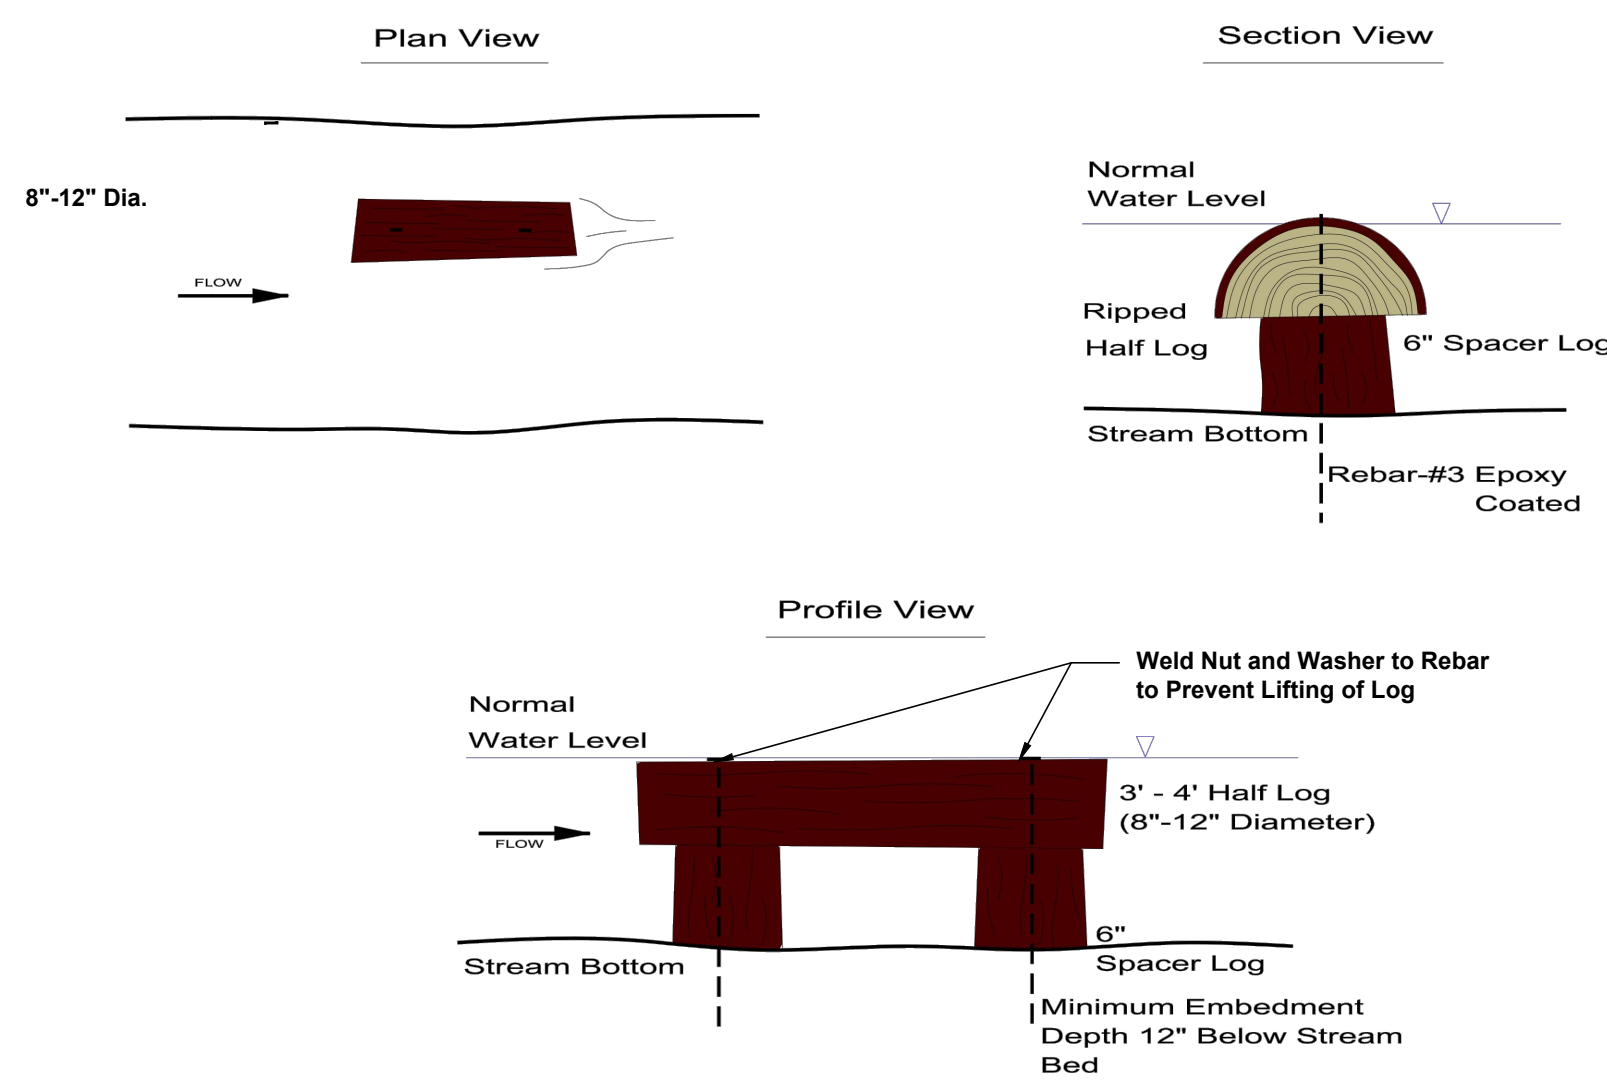 Plan View
8"-12" Dia.
FLOW
Section View
Normal
Water Level
Ripped
Half Log
6" Spacer Log
Stream Bottom
Rebar-#3 Epoxy
Coated
Profile View
Weld Nut and Washer to Rebar
to Prevent Lifting of Log
Normal
Water Level
3' - 4' Half Log
(8"-12" Diameter)
FLOW
6"
Spacer Log
Stream Bottom
Minimum Embedment
Depth 12" Below Stream
Bed